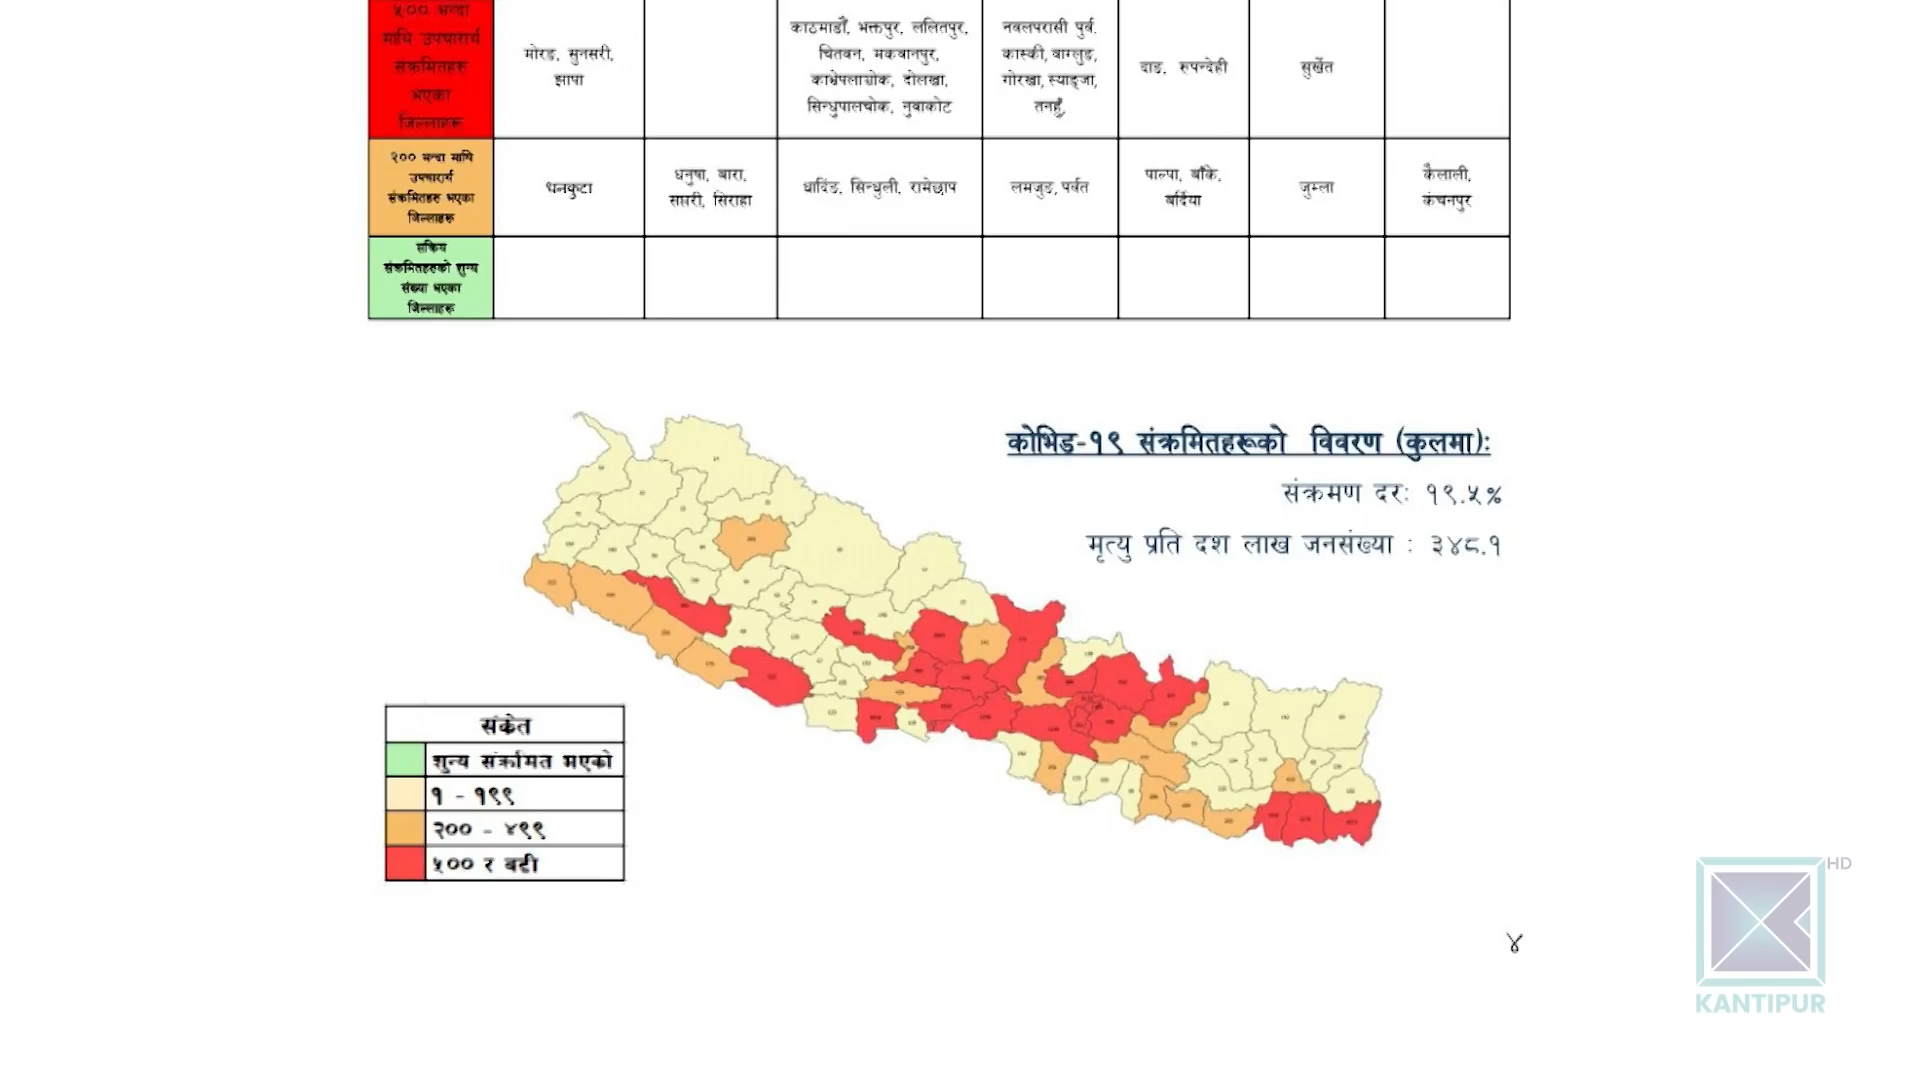 ५०० भन्दा
माथि उपचारार्थ
संक्रमितहरु
भएका
जिल्लाहरू
मोरङ, सुनसरी,
झापा
काठमाडौँ, भक्तपुर, ललितपुर,
चितवन, मकवानपुर,
काभ्रेपलाञ्चोक, दोलखा,
सिन्धुपालचोक, नुवाकोट
नवलपरासी पुर्व.
कास्की, बाग्लुङ,
गोरखा, स्याङ्जा,
तनहुँ,
दाङ, रुपन्देही
सुर्खेत
२०० भन्दा माथि
उपचारार्थ
संक्रमितहरु भएका
जिल्लाहरू
धनकुटा
धनुषा, बारा,
सप्तरी, सिराहा
धादिङ, सिन्धुली, रामेछाप
लमजुङ, पर्वत
पाल्पा, बाँके,
बर्दिया
जुम्ला
कैलाली,
कंचनपुर
सक्रिय
संक्रमितहरुको शुन्य
संख्या भएका
जिल्लाहरू
कोभिड-१९ संक्रमितहरूको विवरण (कुलमा):
संक्रमण दर: १९.५%
मृत्यु प्रति दश लाख जनसंख्या : ३४८.१
संकेत
शुन्य संक्रमित भएको
१ - १९९
२०० - ४९९
५०० र बढी
४
HD
KANTIPUR